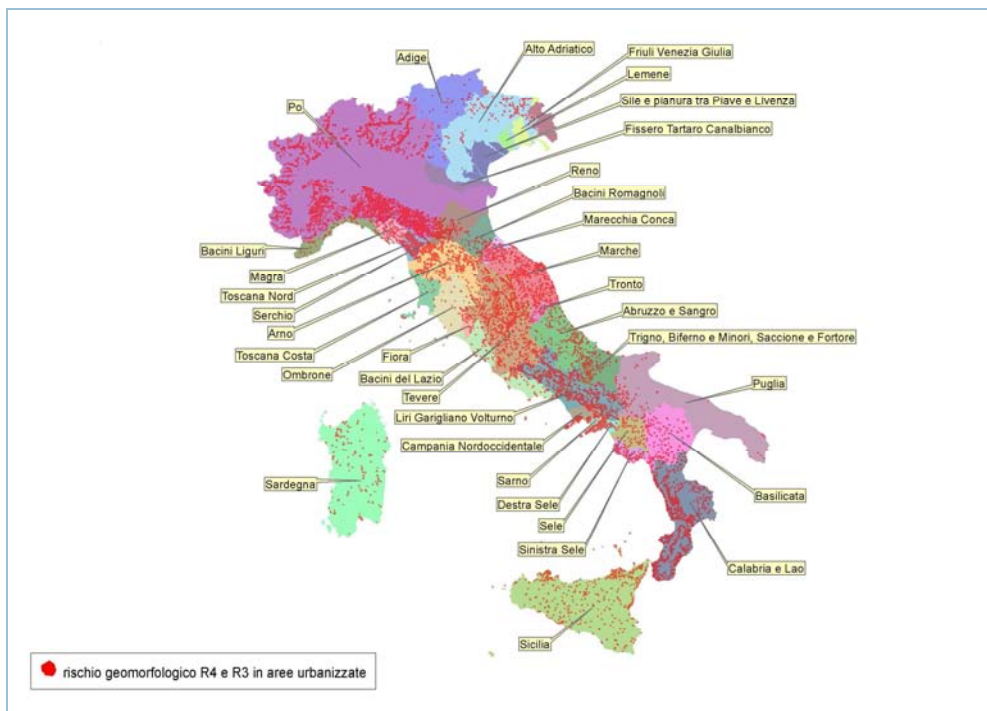 Alto Adriatico
Friuli Venezia Giulia
Adige
Lemene
Sile e pianura tra Piave e Livenza
Po
Fissero Tartaro Canalbianco
Reno
Bacini Romagnoli
Marecchia Conca
Bacini Liguri
Marche
Magra
Tronto
Toscana Nord
Serchio
Abruzzo e Sangro
Arno
Trigno, Biferno e Minori, Saccione e Fortore
Toscana Costa
Fiora
Ombrone
Bacini del Lazio
Puglia
Tevere
Liri Garigliano Volturno
Campania Nordoccidentale
Sarno
Sardegna
Basilicata
Destra Sele
Sele
Sinistra Sele
Calabria e Lao
Sicilia
rischio geomorfologico R4 e R3 in aree urbanizzate